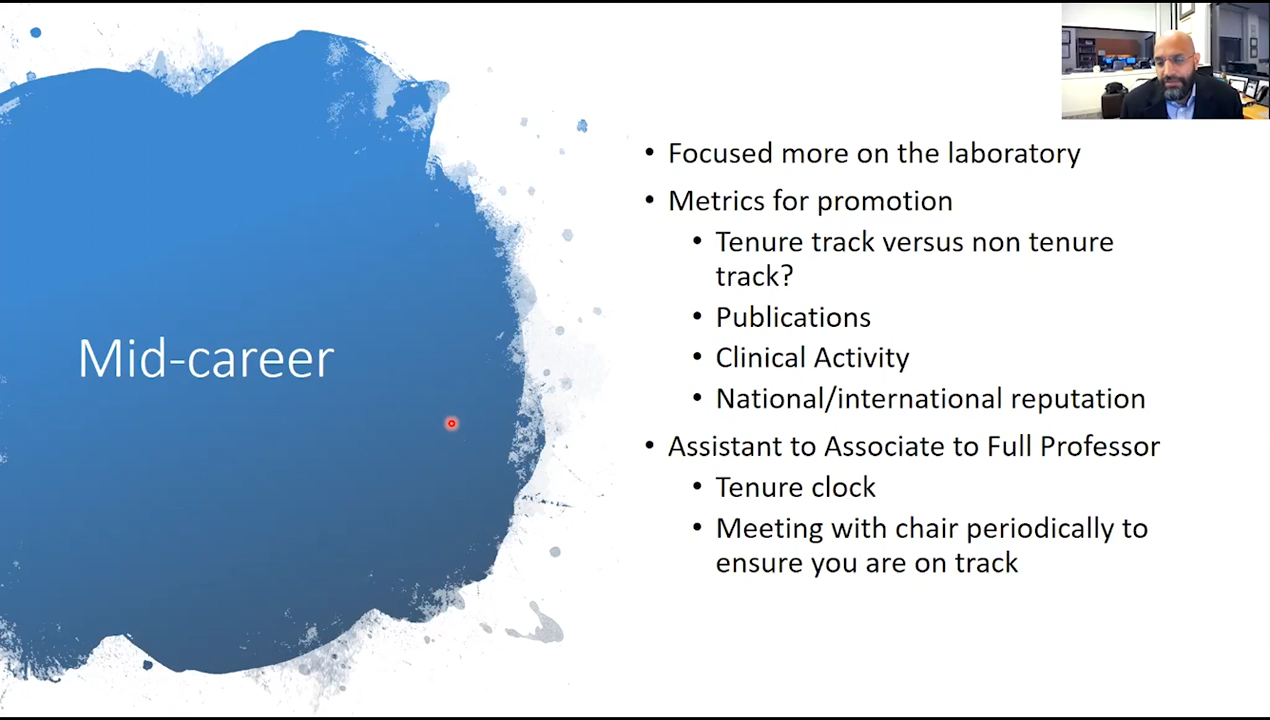 Mid-career
• Focused more on the laboratory
• Metrics for promotion
• Tenure track versus non tenure
track?
• Publications
• Clinical Activity
• National/international reputation
• Assistant to Associate to Full Professor
• Tenure clock
• Meeting with chair periodically to
ensure you are on track